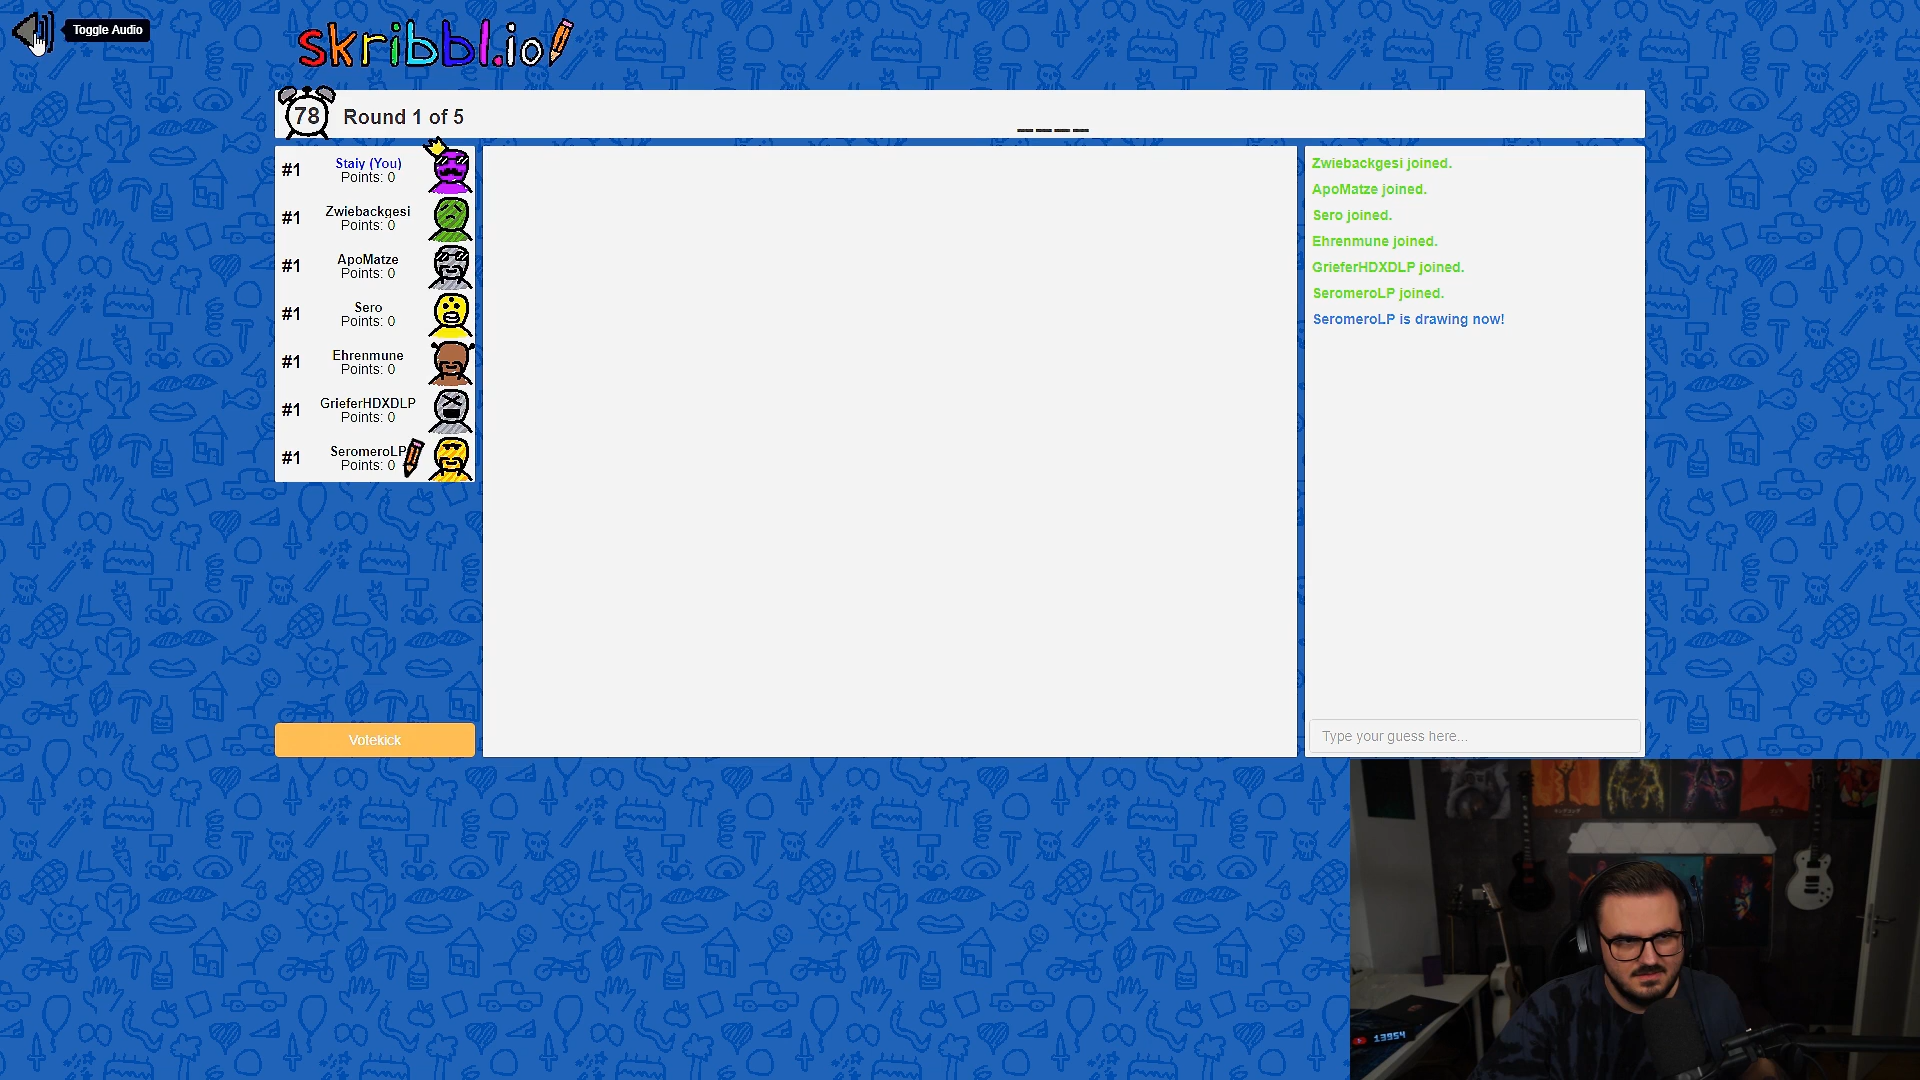 Toggle Audio
skribbl.io
78
Round 1 of 5
____
#1
Staiy (You)
Points: 0
#1
Zwiebackgesi
Points: 0
#1
ApoMatze
Points: 0
#1
Sero
Points: 0
#1
Ehrenmune
Points: 0
#1
GrieferHDXDLP
Points: 0
#1
SeromeroLP
Points: 0
Votekick
Zwiebackgesi joined.
ApoMatze joined.
Sero joined.
Ehrenmune joined.
GrieferHDXDLP joined.
SeromeroLP joined.
SeromeroLP is drawing now!
Type your guess here...
13954